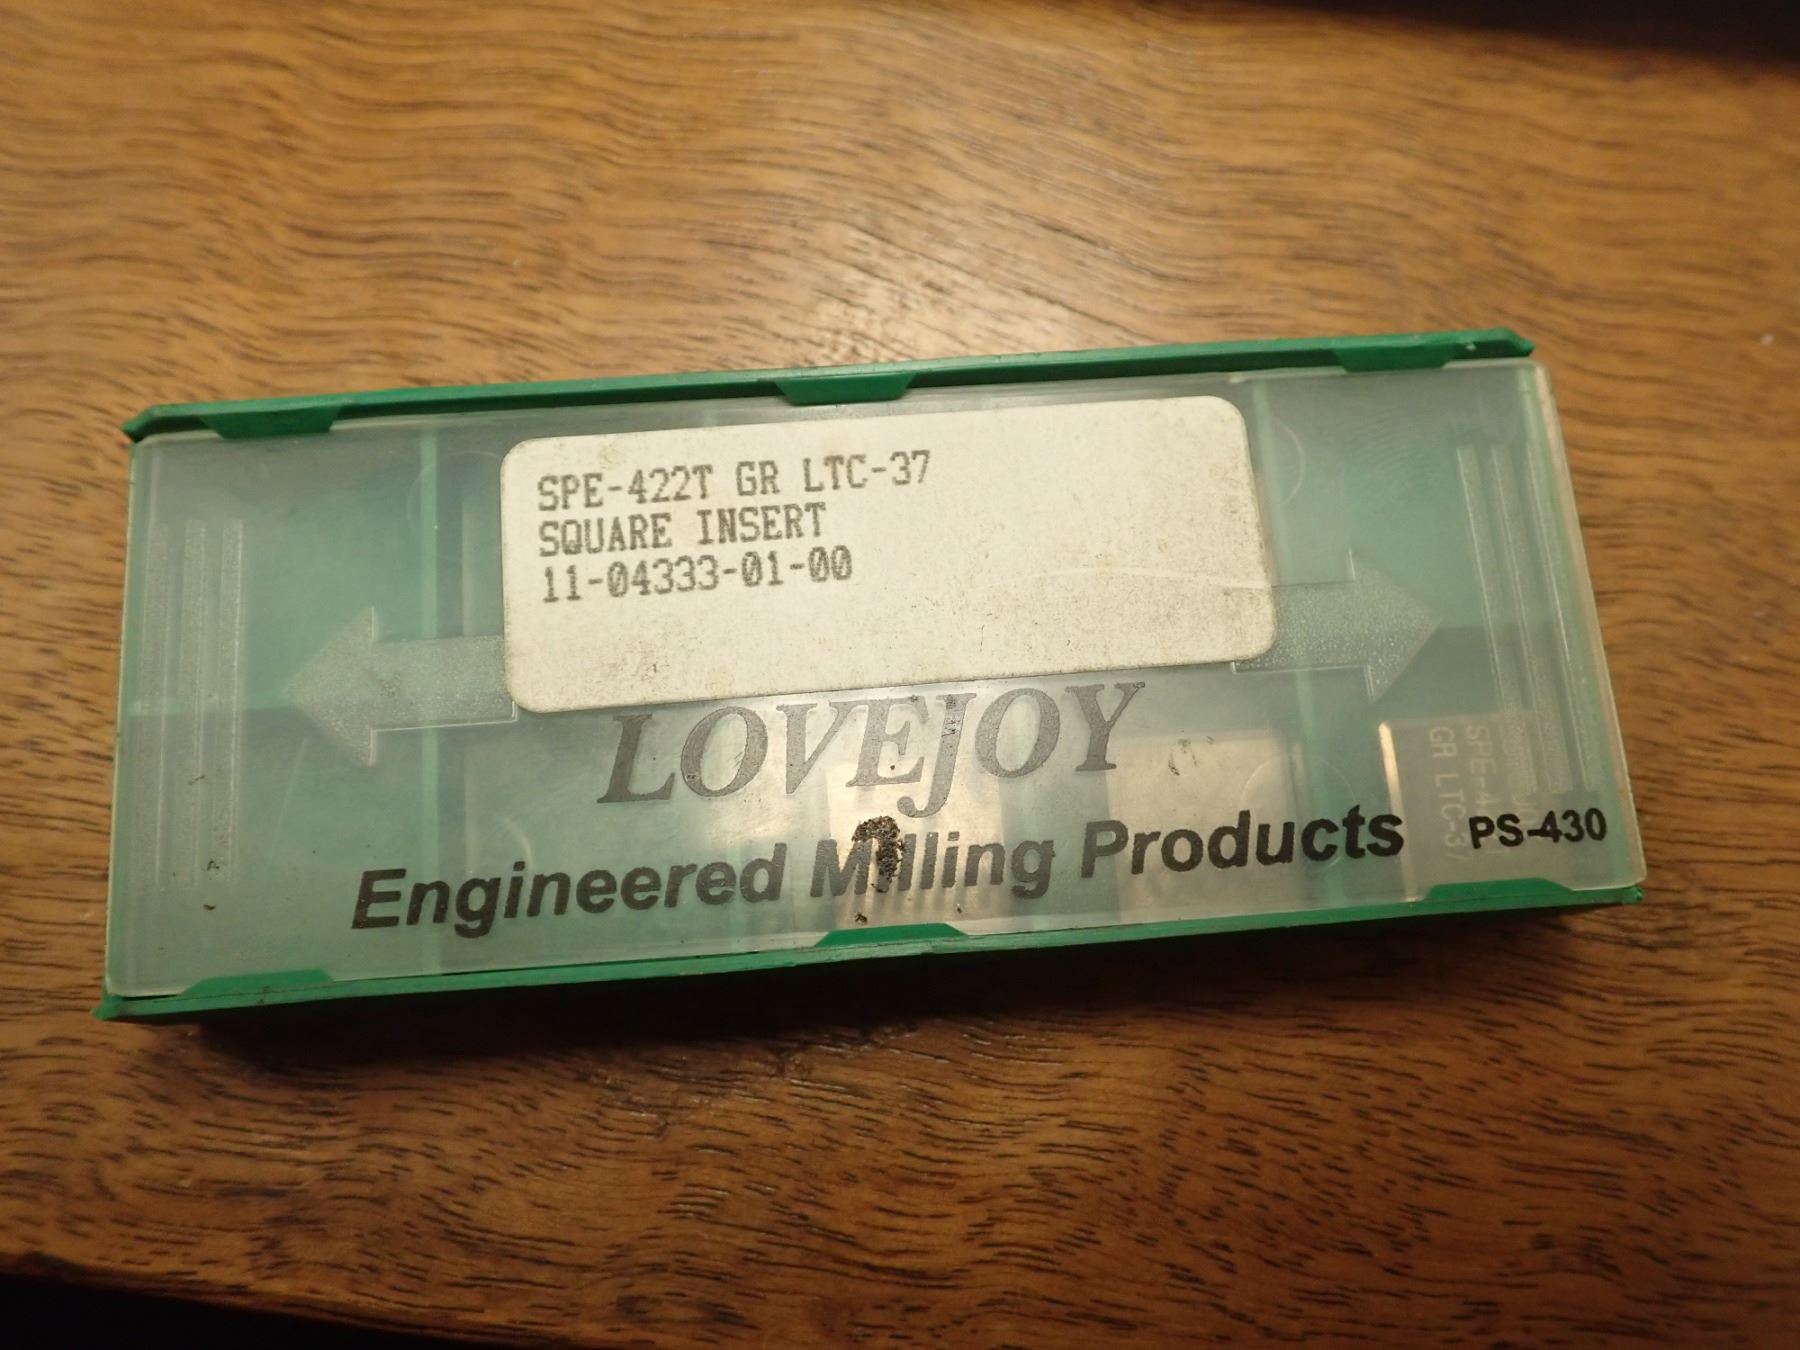 SPE-422T GR LTC-37
SQUARE INSERT
11-04333-01-00
LOVEJOY
Engineered Milling Products
PS-430
GR LTC-37